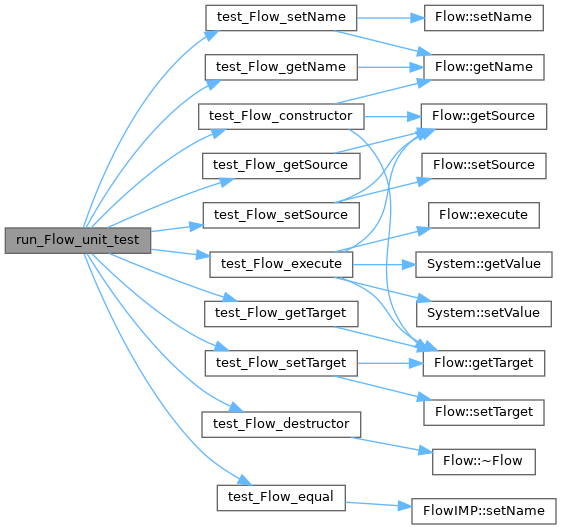 run_Flow_unit_test
test_Flow_setName
test_Flow_getName
test_Flow_constructor
test_Flow_getSource
test_Flow_setSource
test_Flow_execute
test_Flow_getTarget
test_Flow_setTarget
test_Flow_destructor
test_Flow_equal
Flow::setName
Flow::getName
Flow::getSource
Flow::setSource
Flow::execute
System::getValue
System::setValue
Flow::getTarget
Flow::setTarget
Flow::~Flow
FlowIMP::setName